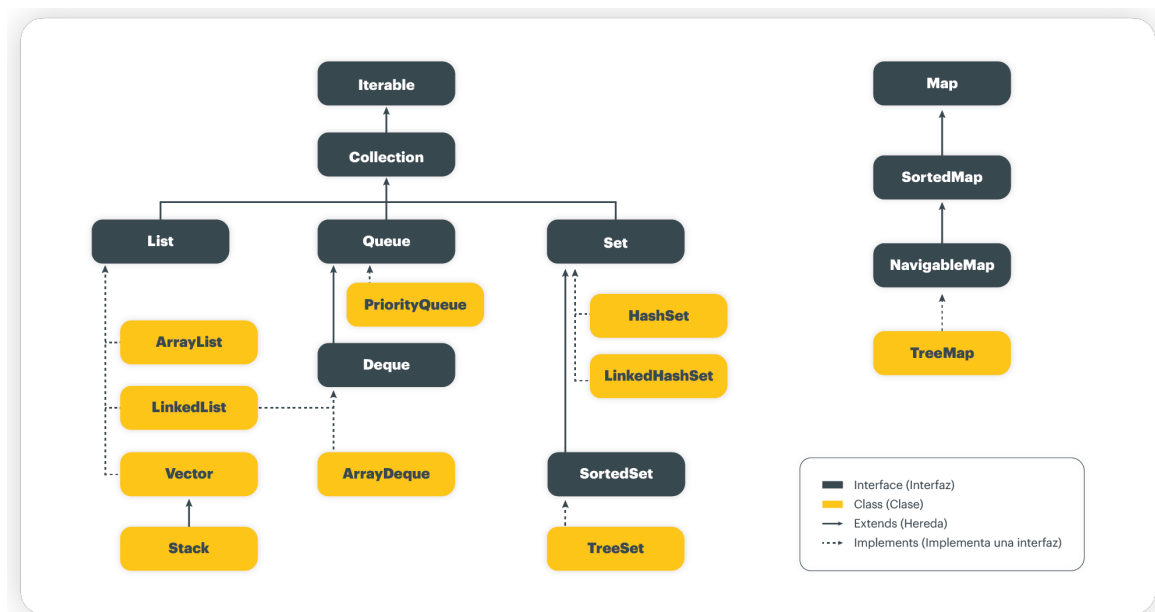 Iterable
Map
Collection
SortedMap
List
Queue
Set
NavigableMap
PriorityQueue
HashSet
ArrayList
TreeMap
Deque
LinkedHashSet
LinkedList
Vector
ArrayDeque
SortedSet
Stack
TreeSet
Interface (Interfaz)
Class (Clase)
Extends (Hereda)
Implements (Implementa una interfaz)